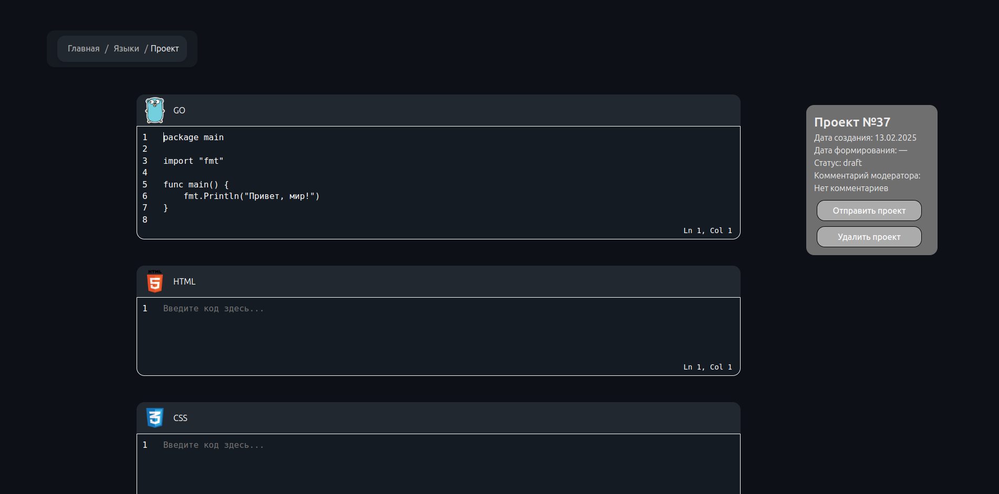 Главная / Языки / Проект
GO
1 package main
2
3 import "fmt"
4
5 func main() {
6     fmt.Println("Привет, мир!")
7 }
8
Ln 1, Col 1
HTML
HTML
1 Введите код здесь...
Ln 1, Col 1
CSS
1 Введите код здесь...
Проект №37
Дата создания: 13.02.2025
Дата формирования: —
Статус: draft
Комментарий модератора:
Нет комментариев
Отправить проект
Удалить проект